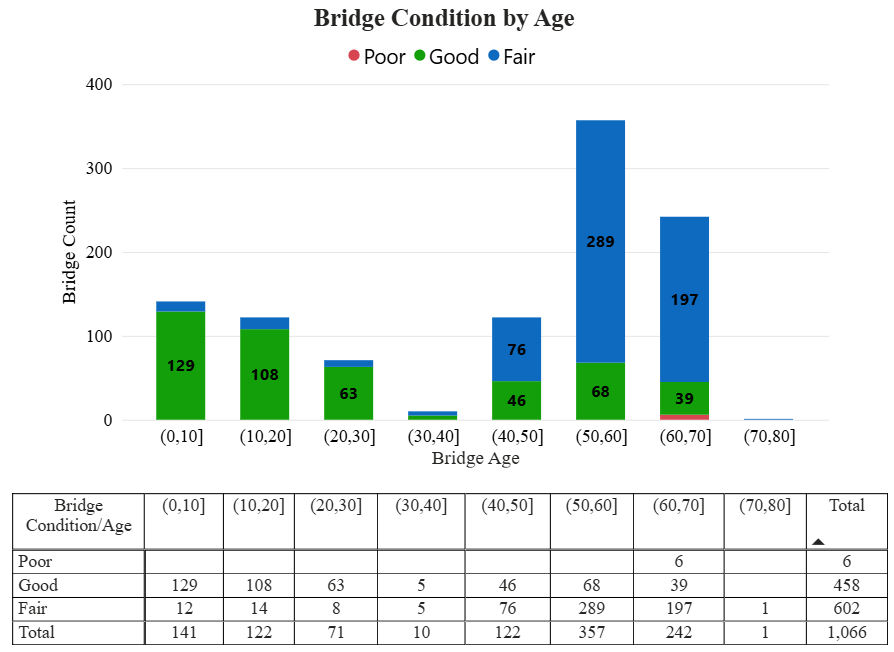 Bridge Condition by Age
Poor Good Fair
400
300
200
100
0
Bridge Count
129
108
63
46
76
68
289
39
197
(0,10] (10,20] (20,30] (30,40] (40,50] (50,60] (60,70] (70,80]
Bridge Age
Bridge Condition/Age (0,10] (10,20] (20,30] (30,40] (40,50] (50,60] (60,70] (70,80] Total
Poor 6 6
Good 129 108 63 5 46 68 39 458
Fair 12 14 8 5 76 289 197 1 602
Total 141 122 71 10 122 357 242 1 1,066